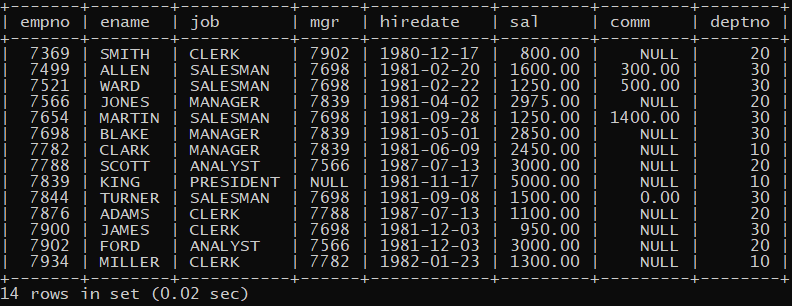 +-------+--------+-----------+------+------------+---------+---------+--------+
| empno | ename  | job       | mgr  | hiredate   | sal     | comm    | deptno |
+-------+--------+-----------+------+------------+---------+---------+--------+
|  7369 | SMITH  | CLERK     | 7902 | 1980-12-17 |  800.00 |    NULL |     20 |
|  7499 | ALLEN  | SALESMAN  | 7698 | 1981-02-20 | 1600.00 |  300.00 |     30 |
|  7521 | WARD   | SALESMAN  | 7698 | 1981-02-22 | 1250.00 |  500.00 |     30 |
|  7566 | JONES  | MANAGER   | 7839 | 1981-04-02 | 2975.00 |    NULL |     20 |
|  7654 | MARTIN | SALESMAN  | 7698 | 1981-09-28 | 1250.00 | 1400.00 |     30 |
|  7698 | BLAKE  | MANAGER   | 7839 | 1981-05-01 | 2850.00 |    NULL |     30 |
|  7782 | CLARK  | MANAGER   | 7839 | 1981-06-09 | 2450.00 |    NULL |     10 |
|  7788 | SCOTT  | ANALYST   | 7566 | 1987-07-13 | 3000.00 |    NULL |     20 |
|  7839 | KING   | PRESIDENT | NULL | 1981-11-17 | 5000.00 |    NULL |     10 |
|  7844 | TURNER | SALESMAN  | 7698 | 1981-09-08 | 1500.00 |    0.00 |     30 |
|  7876 | ADAMS  | CLERK     | 7788 | 1987-07-13 | 1100.00 |    NULL |     20 |
|  7900 | JAMES  | CLERK     | 7698 | 1981-12-03 |  950.00 |    NULL |     30 |
|  7902 | FORD   | ANALYST   | 7566 | 1981-12-03 | 3000.00 |    NULL |     20 |
|  7934 | MILLER | CLERK     | 7782 | 1982-01-23 | 1300.00 |    NULL |     10 |
+-------+--------+-----------+------+------------+---------+---------+--------+
14 rows in set (0.02 sec)